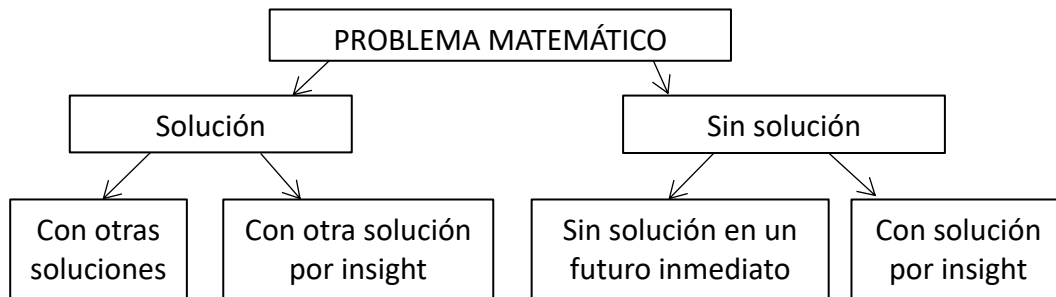 PROBLEMA MATEMÁTICO
Solución
Sin solución
Con otras
soluciones
Con otra solución
por insight
Sin solución en un
futuro inmediato
Con solución
por insight